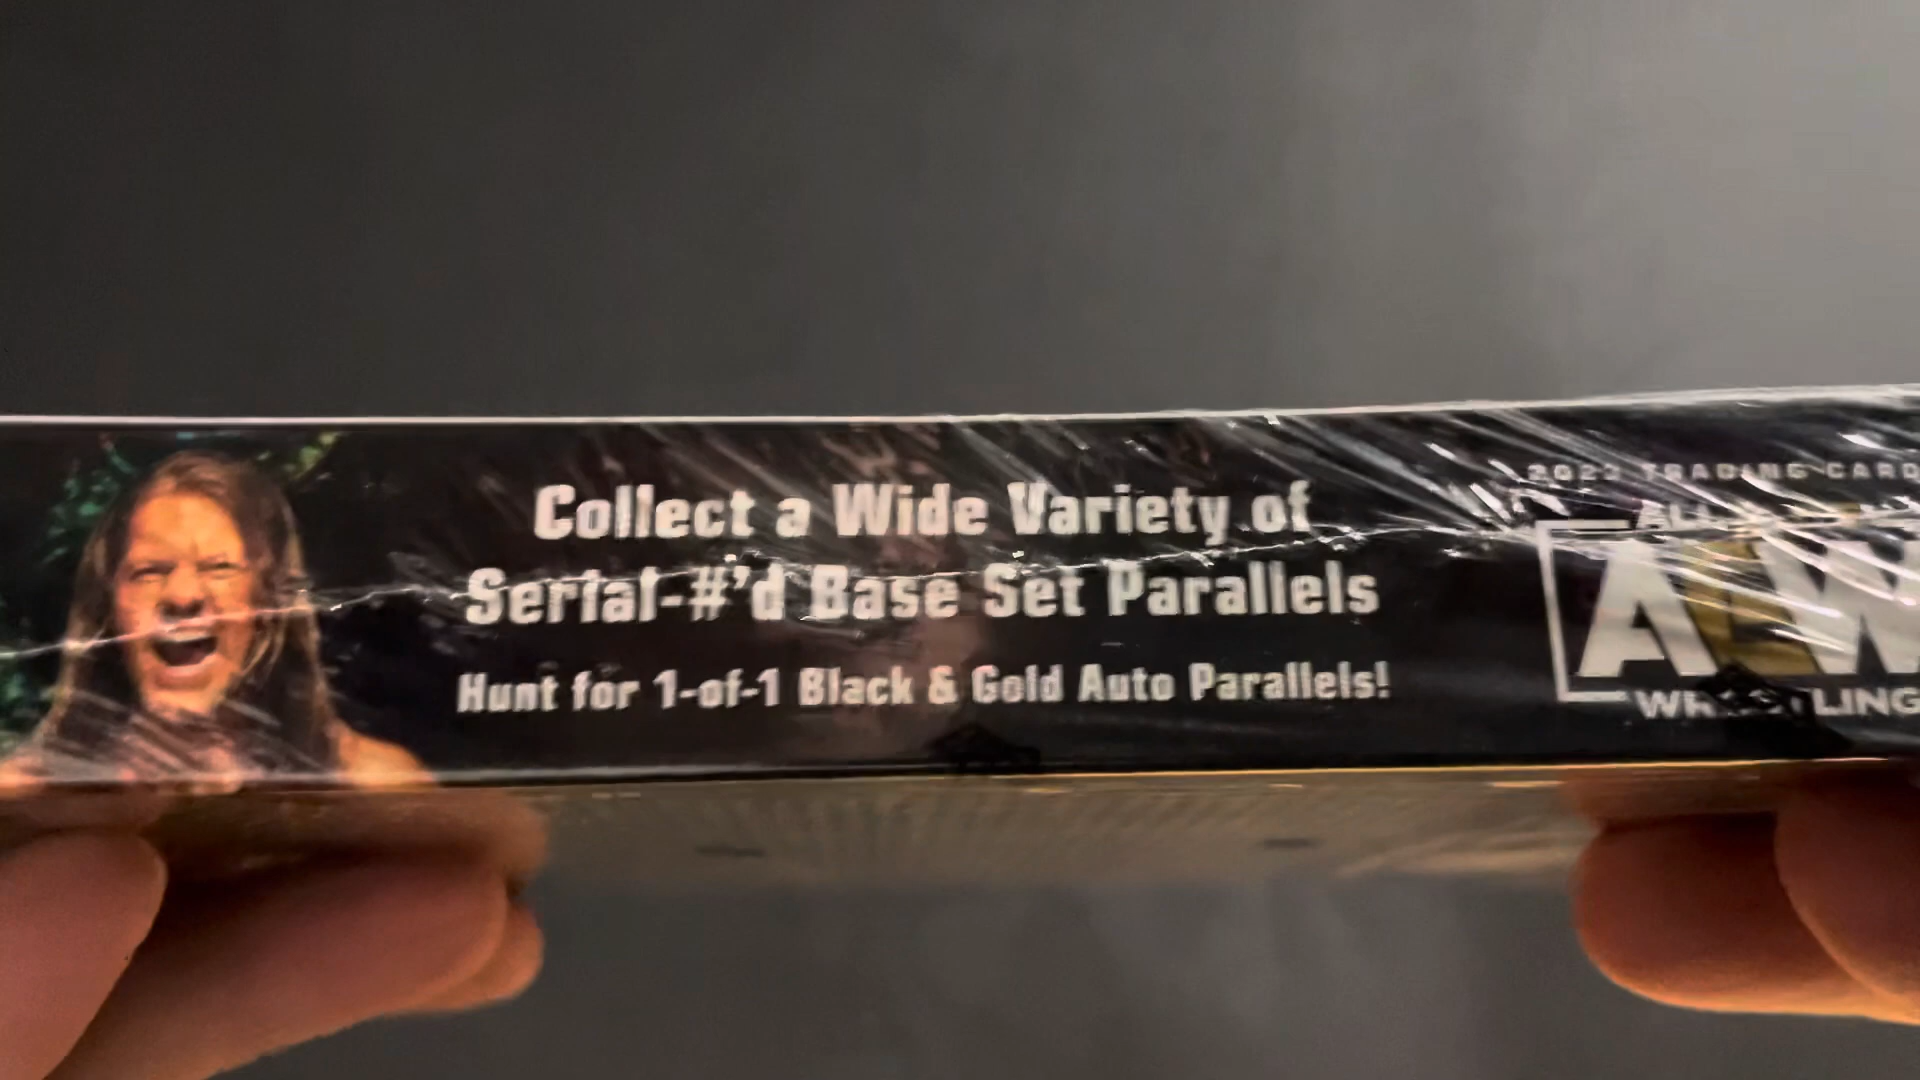 Collect a Wide Variety of
Serial-#'d Base Set Parallels
Hunt for 1-of-1 Black & Gold Auto Parallels!
TRADING CARD
ALL
AEW
WRESTLING